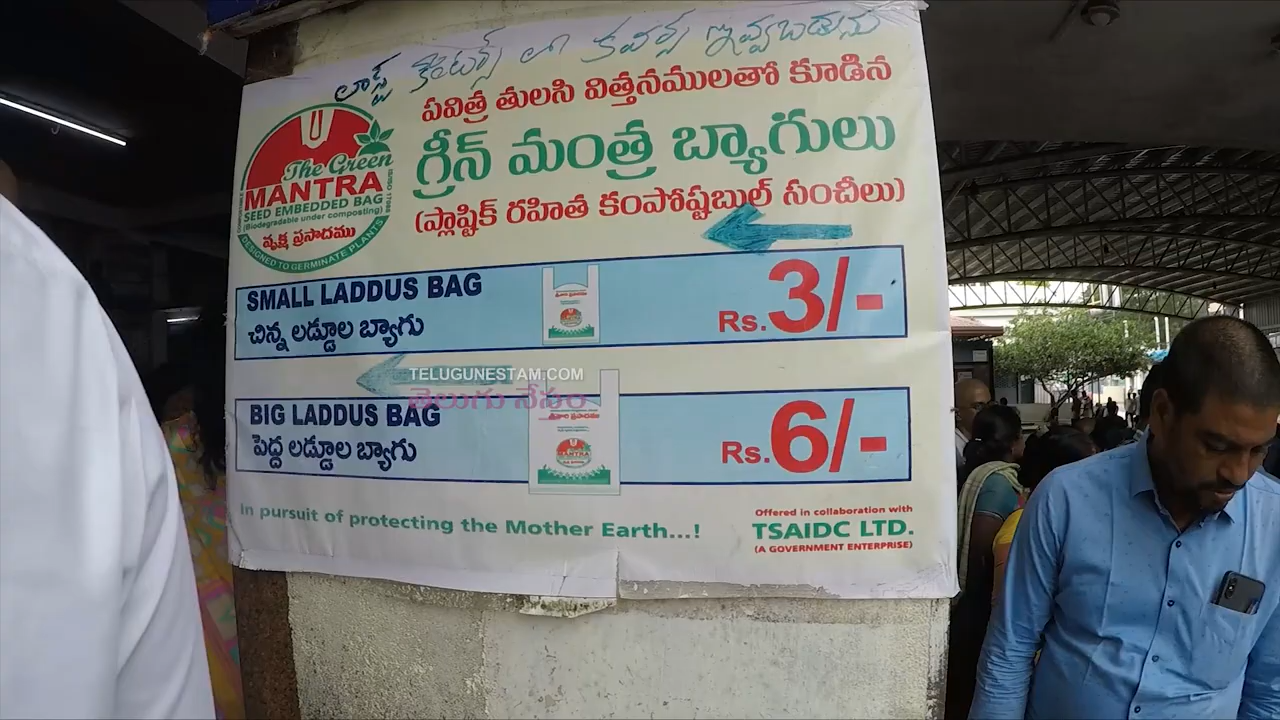 లాస్ట్ కౌంటర్స్ లో కవర్స్ ఇవ్వబడును
పవిత్ర తులసి విత్తనములతో కూడిన
గ్రీన్ మంత్ర బ్యాగులు
(ప్లాష్టిక్ రహిత కంపోష్టబుల్ సంచీలు)
The Green
MANTRA
SEED EMBEDDED BAG
(Biodegradable under composting)
వృక్ష ప్రసాదము
DESIGNED TO GERMINATE PLANTS
SMALL LADDUS BAG
చిన్న లడ్డూల బ్యాగు
Rs.3/-
TELUGUNESTAM.COM
తెలుగు నేస్తం
BIG LADDUS BAG
పెద్ద లడ్డూల బ్యాగు
MANTRA
Rs.6/-
In pursuit of protecting the Mother Earth...!
Offered in collaboration with
TSAIDC LTD.
(A GOVERNMENT ENTERPRISE)